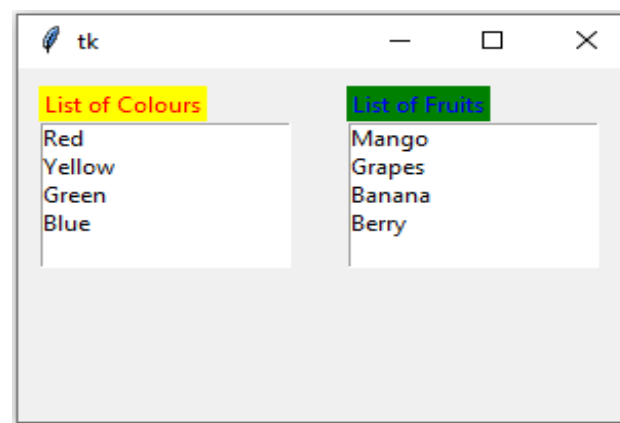 tk
List of Colours
Red
Yellow
Green
Blue
List of Fruits
Mango
Grapes
Banana
Berry